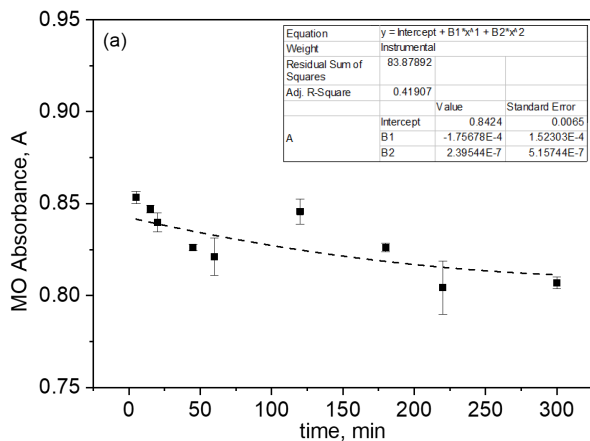 (a)
Equation y = Intercept + B1*x^1 + B2*x^2
Weight Instrumental
Residual Sum of Squares 83.87892
Adj. R-Square 0.41907
Value Standard Error
A Intercept 0.8424 0.0065
B1 -1.75678E-4 1.52303E-4
B2 2.39544E-7 5.15744E-7
MO Absorbance, A
0.95
0.90
0.85
0.80
0.75
0 50 100 150 200 250 300
time, min